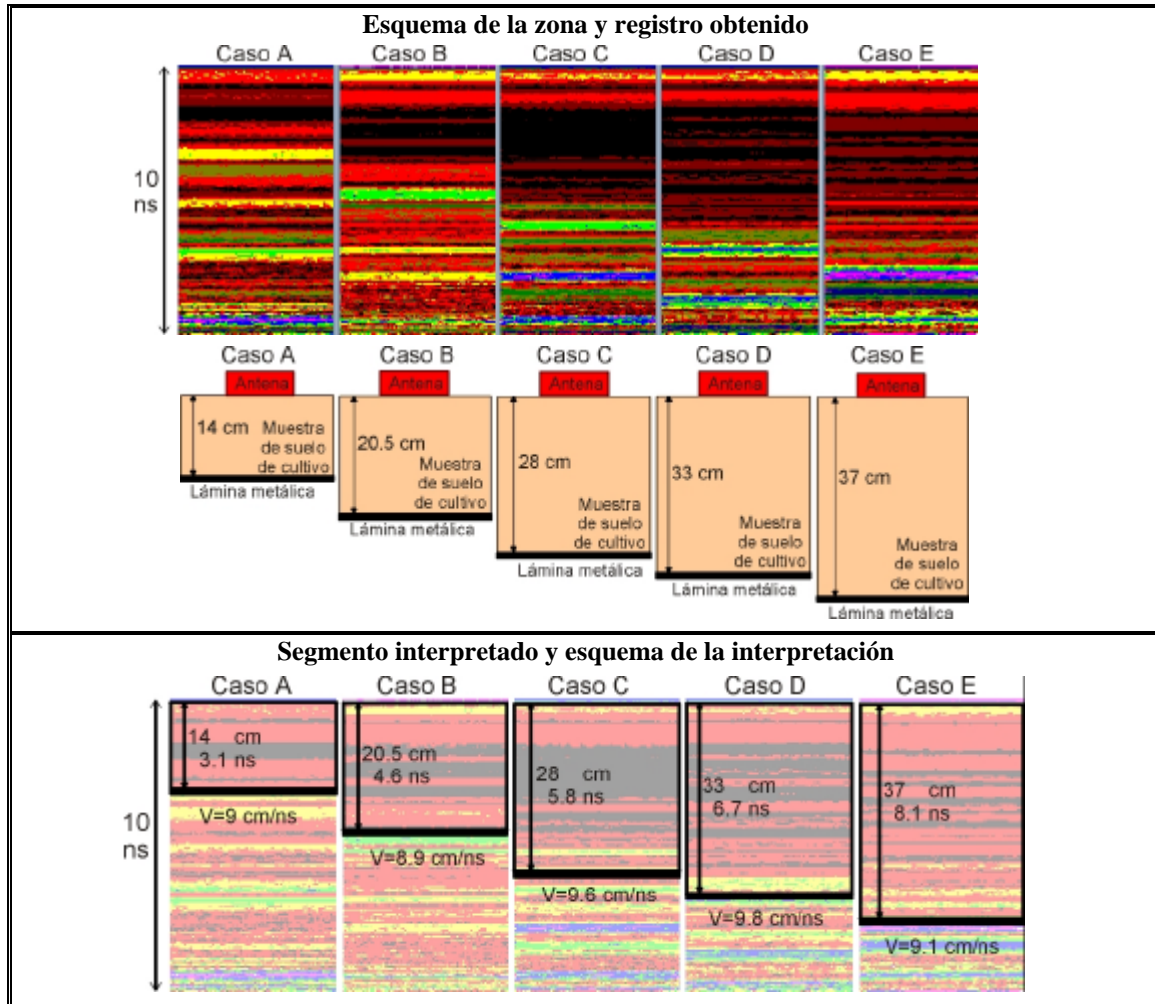 Esquema de la zona y registro obtenido
Caso A Caso B Caso C Caso D Caso E
10
ns
Caso A Caso B Caso C Caso D Caso E
Antena Antena Antena Antena Antena
14 cm Muestra
de suelo
de cultivo
Lámina metálica
20.5 cm
Muestra
de suelo
de cultivo
Lámina metálica
28 cm
Muestra
de suelo
de cultivo
Lámina metálica
33 cm
Muestra
de suelo
de cultivo
Lámina metálica
37 cm
Muestra
de suelo
de cultivo
Lámina metálica
Segmento interpretado y esquema de la interpretación
Caso A Caso B Caso C Caso D Caso E
10
ns
14 cm
3.1 ns
V=9 cm/ns
20.5 cm
4.6 ns
V=8.9 cm/ns
28 cm
5.8 ns
V=9.6 cm/ns
33 cm
6.7 ns
V=9.8 cm/ns
37 cm
8.1 ns
V=9.1 cm/ns